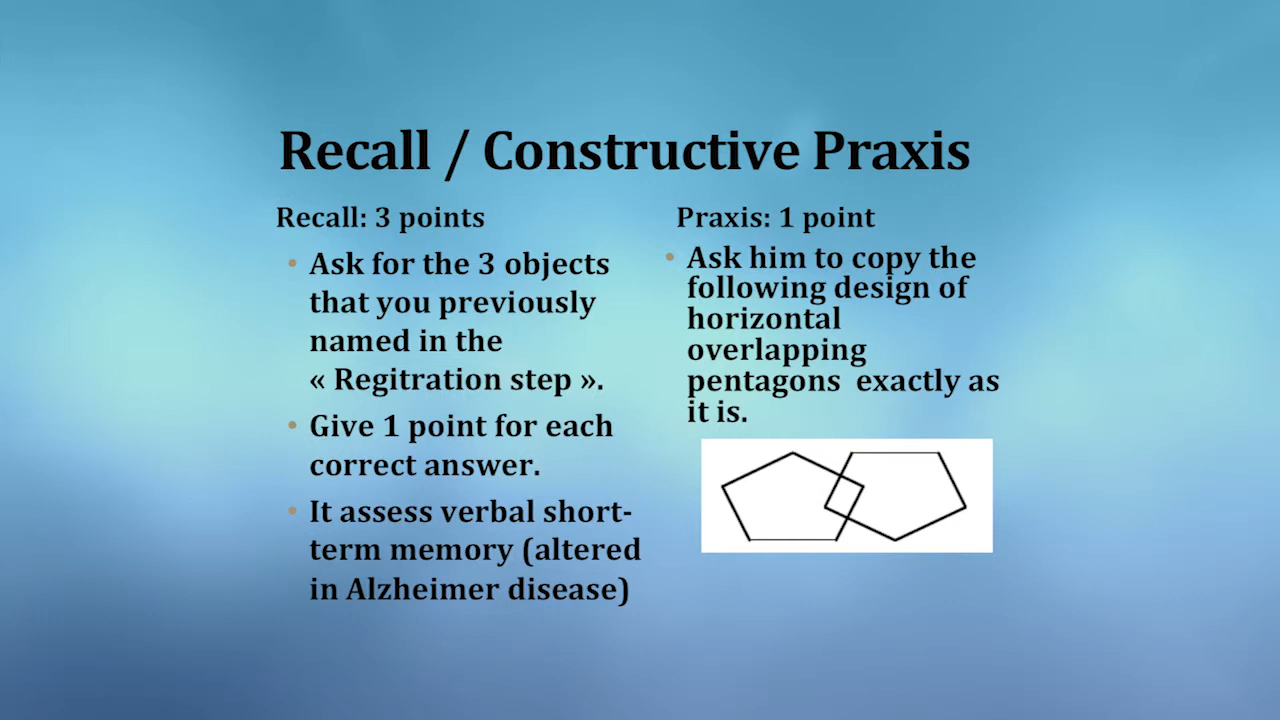 Recall / Constructive Praxis
Recall: 3 points
• Ask for the 3 objects
that you previously
named in the
« Regitration step ».
• Give 1 point for each
correct answer.
• It assess verbal short-
term memory (altered
in Alzheimer disease)
Praxis: 1 point
• Ask him to copy the
following design of
horizontal
overlapping
pentagons exactly as
it is.